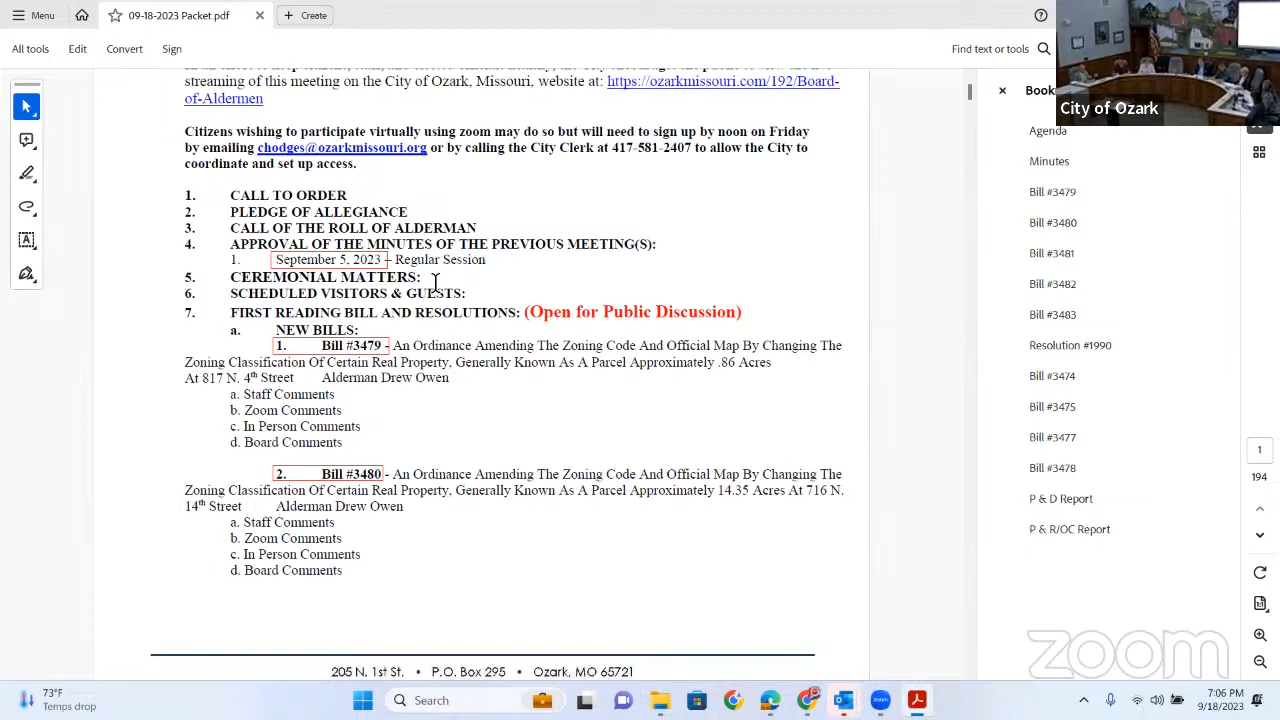 Menu
09-18-2023 Packet.pdf
Create
All tools
Edit
Convert
Sign
Find text or tools
streaming of this meeting on the City of Ozark, Missouri, website at: https://ozarkmissouri.com/192/Board-
of-Aldermen
Citizens wishing to participate virtually using zoom may do so but will need to sign up by noon on Friday
by emailing chodges@ozarkmissouri.org or by calling the City Clerk at 417-581-2407 to allow the City to
coordinate and set up access.
1. CALL TO ORDER
2. PLEDGE OF ALLEGIANCE
3. CALL OF THE ROLL OF ALDERMAN
4. APPROVAL OF THE MINUTES OF THE PREVIOUS MEETING(S):
1. September 5, 2023 – Regular Session
5. CEREMONIAL MATTERS:
6. SCHEDULED VISITORS & GUESTS:
7. FIRST READING BILL AND RESOLUTIONS: (Open for Public Discussion)
a. NEW BILLS:
1. Bill #3479 - An Ordinance Amending The Zoning Code And Official Map By Changing The
Zoning Classification Of Certain Real Property, Generally Known As A Parcel Approximately .86 Acres
At 817 N. 4th Street Alderman Drew Owen
a. Staff Comments
b. Zoom Comments
c. In Person Comments
d. Board Comments
2. Bill #3480 - An Ordinance Amending The Zoning Code And Official Map By Changing The
Zoning Classification Of Certain Real Property, Generally Known As A Parcel Approximately 14.35 Acres At 716 N.
14th Street Alderman Drew Owen
a. Staff Comments
b. Zoom Comments
c. In Person Comments
d. Board Comments
205 N. 1st St. • P.O. Box 295 • Ozark, MO 65721
Book
City of Ozark
Agenda
Minutes
Bill #3479
Bill #3480
Bill #3481
Bill #3482
Bill #3483
Resolution #1990
Bill #3474
Bill #3475
Bill #3477
Bill #3478
P & D Report
P & R/OC Report
1
194
zoom
73°F
Temps drop
Search
7:06 PM
9/18/2023